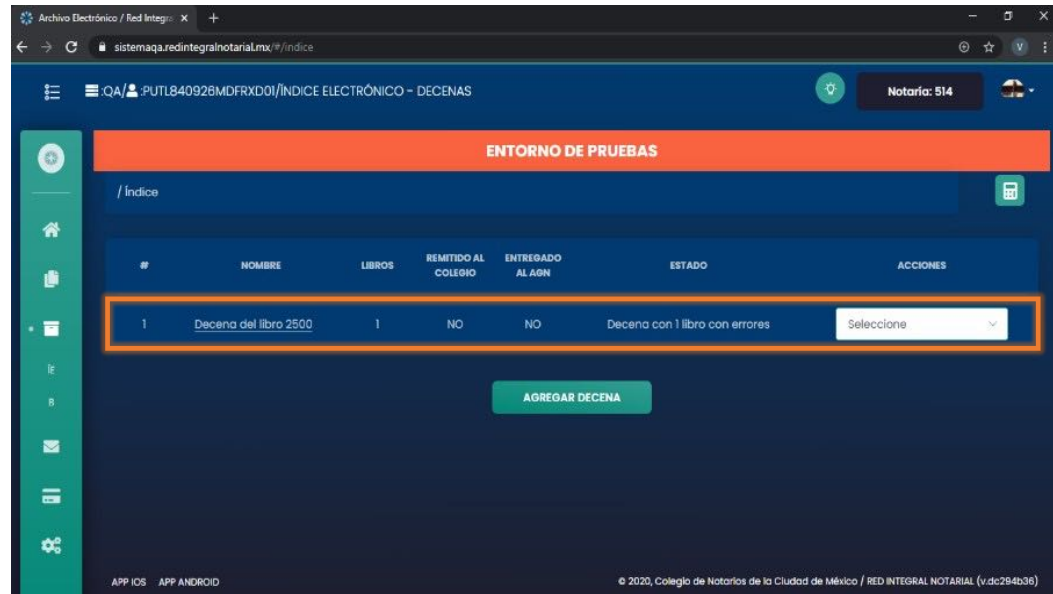 Archivo Electrónico / Red Integra
sistemaqa.redintegralnotarial.mx/#/indice
V
:QA/ :PUTL840926MDFRXD01/ÍNDICE ELECTRÓNICO - DECENAS
Notaría: 514
ENTORNO DE PRUEBAS
/ Índice
# NOMBRE LIBROS REMITIDO AL COLEGIO ENTREGADO AL AGN ESTADO ACCIONES
1 Decena del libro 2500 1 NO NO Decena con 1 libro con errores Seleccione
B
AGREGAR DECENA
APP IOS APP ANDROID © 2020, Colegio de Notarios de la Ciudad de México / RED INTEGRAL NOTARIAL (v.dc294b36)